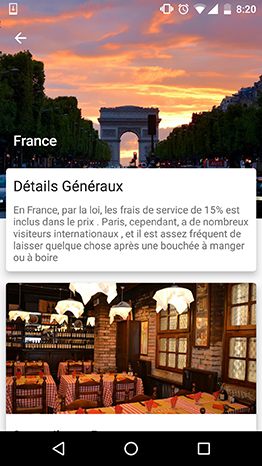 8:20
France
Détails Généraux
En France, par la loi, les frais de service de 15% est
inclus dans le prix . Paris, cependant, a de nombreux
visiteurs internationaux , et il est assez fréquent de
laisser quelque chose après une bouchée à manger
ou à boire